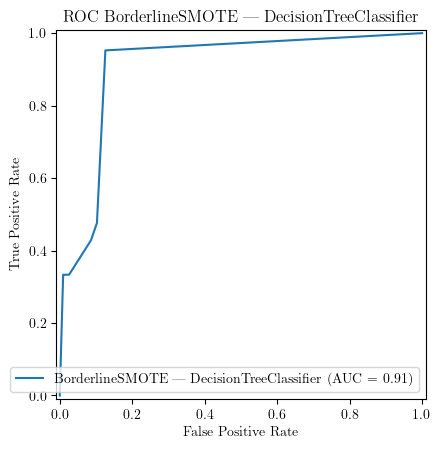 ROC BorderlineSMOTE — DecisionTreeClassifier
1.0
0.8
0.6
0.4
0.2
0.0
True Positive Rate
BorderlineSMOTE — DecisionTreeClassifier (AUC = 0.91)
0.0 0.2 0.4 0.6 0.8 1.0
False Positive Rate